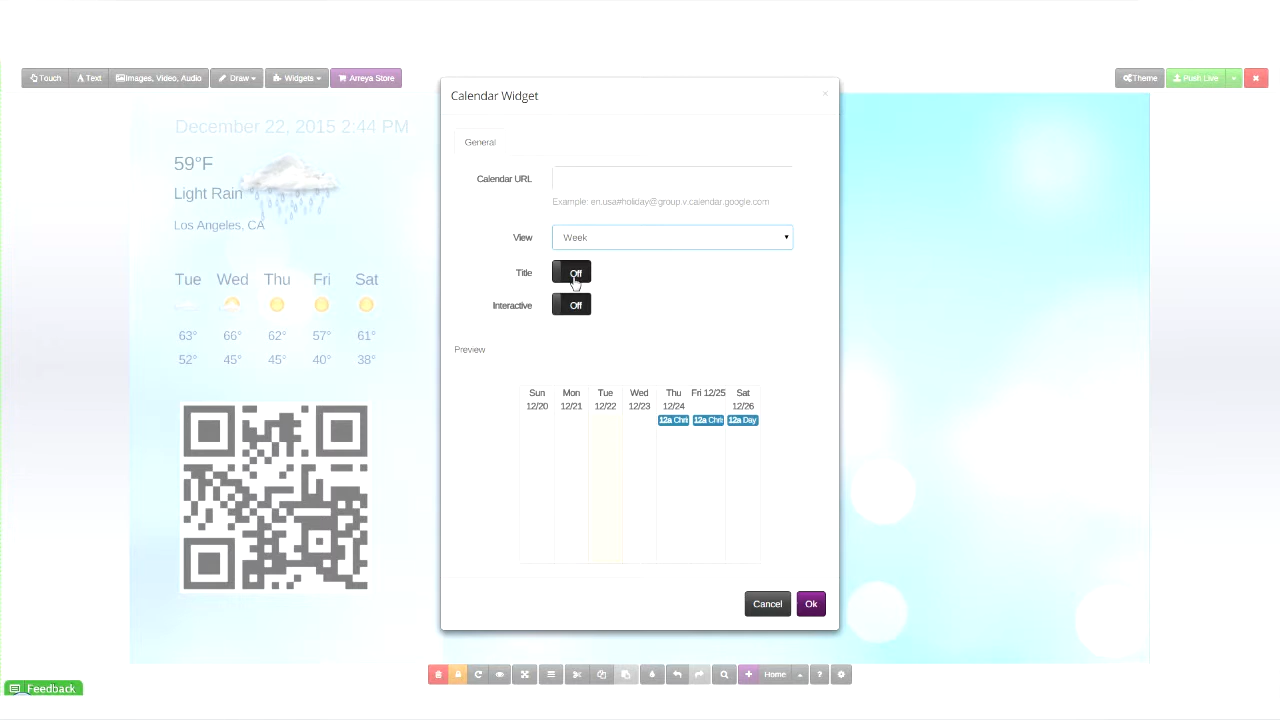 Touch Text Images, Video, Audio Draw Widgets Arreya Store Theme Push Live
Calendar Widget
×
General
Calendar URL
Example: en.usa#holiday@group.v.calendar.google.com
View Week
Title Off
Interactive Off
Preview
Sun Mon Tue Wed Thu Fri 12/25 Sat
12/20 12/21 12/22 12/23 12/24 12/26
12a Chri 12a Chri 12a Day
Cancel Ok
December 22, 2015 2:44 PM
59°F
Light Rain
Los Angeles, CA
Tue Wed Thu Fri Sat
63° 66° 62° 57° 61°
52° 45° 45° 40° 38°
Home ?
Feedback